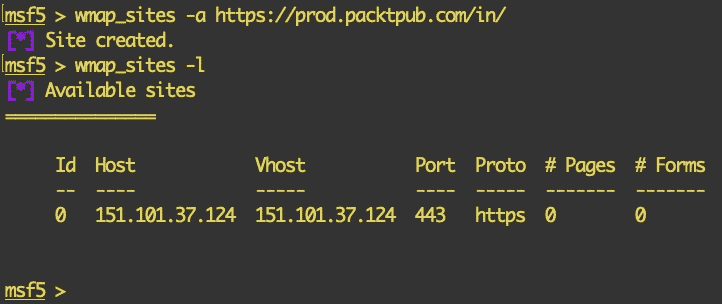 msf5 > wmap_sites -a https://prod.packtpub.com/in/
[*] Site created.
msf5 > wmap_sites -l
[*] Available sites
===============
Id Host Vhost Port Proto # Pages # Forms
-- ---- ----- ---- ----- ------- -------
0 151.101.37.124 151.101.37.124 443 https 0 0
msf5 >